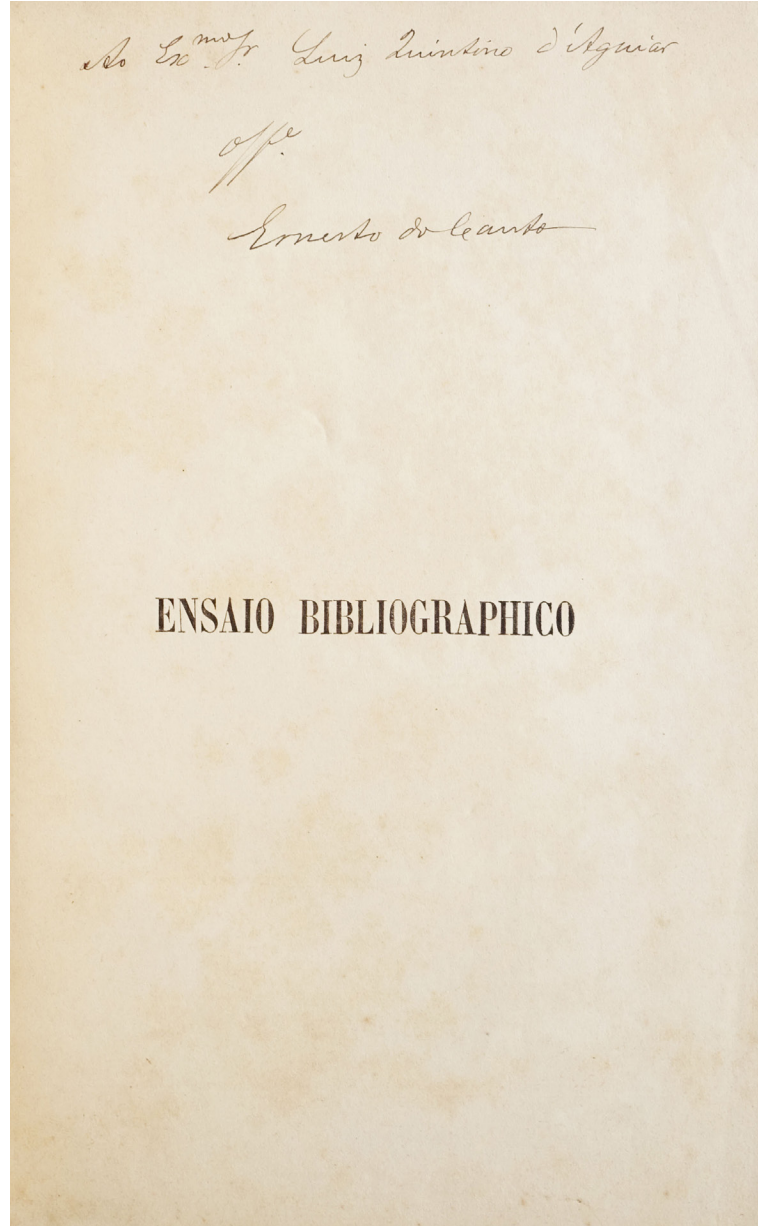 Ao Ex.mo Sr. Luiz Quintino d'Aguiar
off.e
Ernesto do Canto
ENSAIO BIBLIOGRAPHICO